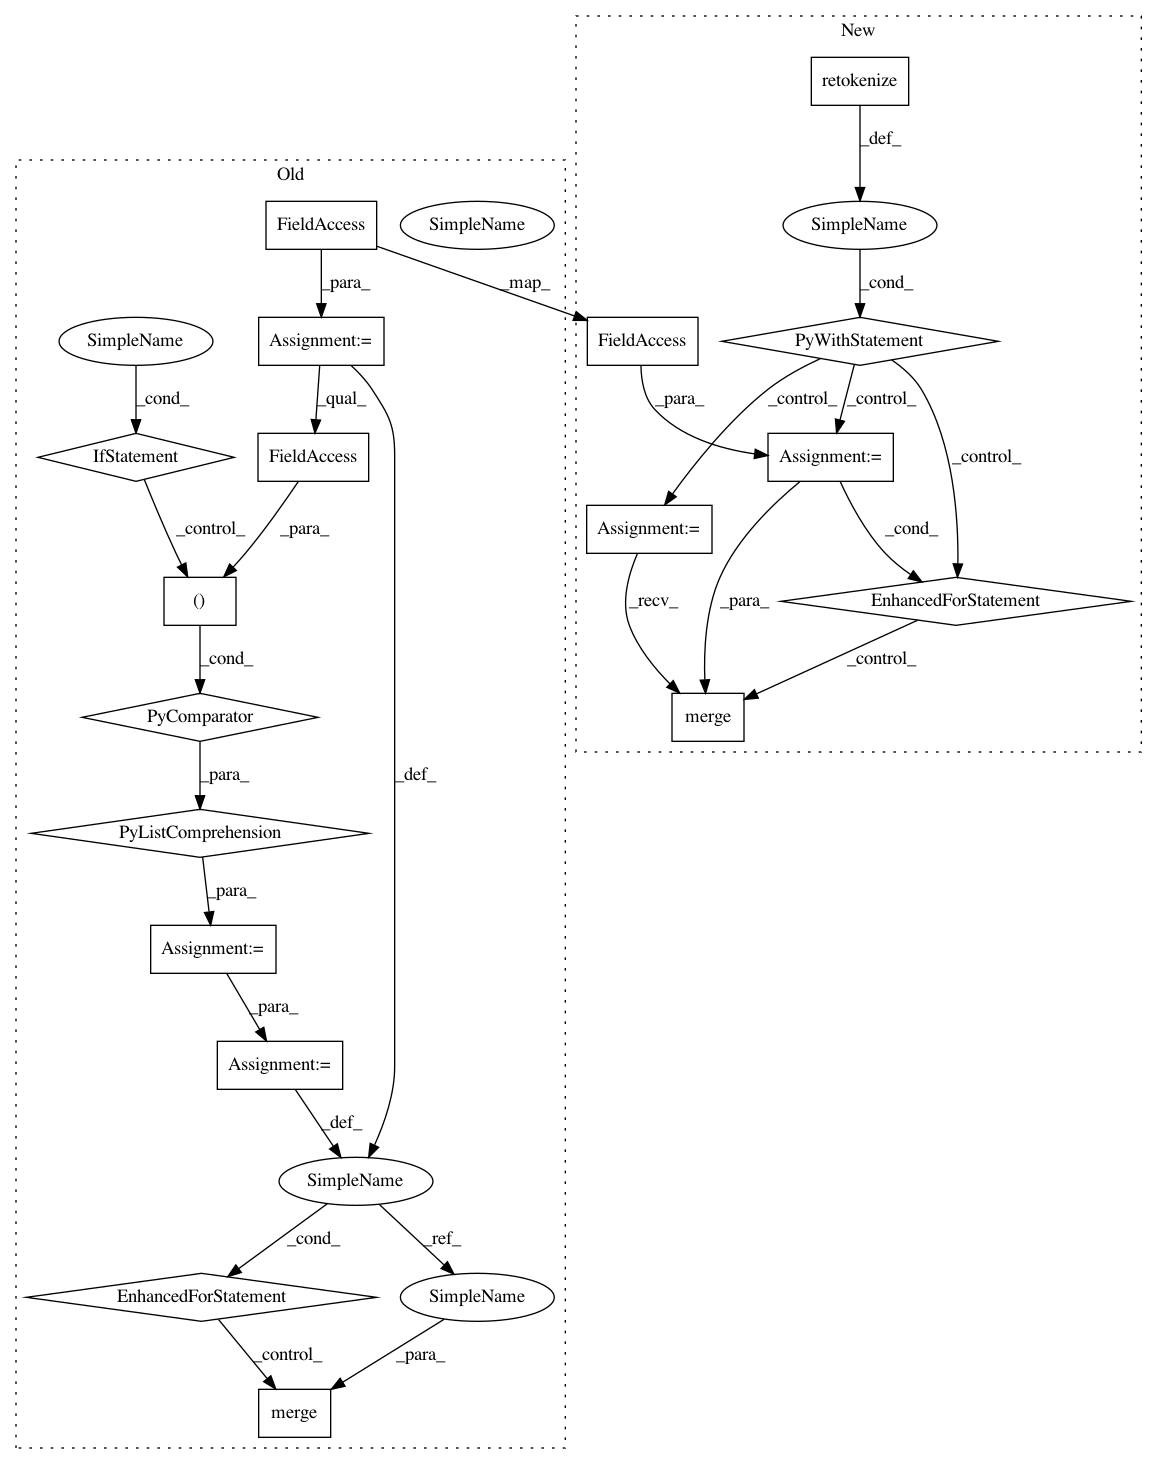 New
retokenize
_def_
Old
FieldAccess
SimpleName
SimpleName
_para_
_map_
_cond_
SimpleName
Assignment:=
FieldAccess
PyWithStatement
_cond_
_qual_
_para_
_control_
_control_
IfStatement
FieldAccess
Assignment:=
_control_
_control_
_para_
Assignment:=
_cond_
()
_recv_
_para_
EnhancedForStatement
_cond_
_control_
PyComparator
merge
_para_
_def_
PyListComprehension
_para_
Assignment:=
_para_
Assignment:=
_def_
SimpleName
_cond_
_ref_
EnhancedForStatement
SimpleName
_control_
_para_
merge